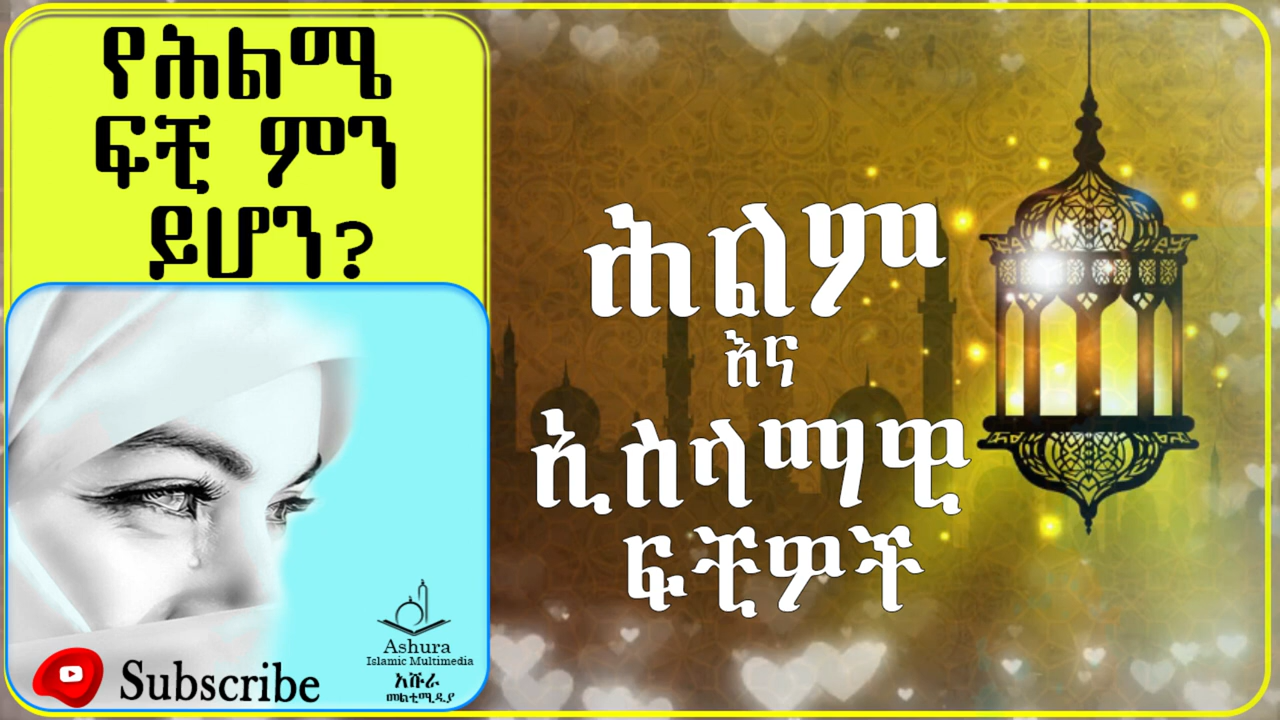 የሕልሜ
ፍቺ ምን
ይሆን?
ሕልም
እና
ኢስላማዊ
ፍቺዎች
Ashura
Islamic Multimedia
አሹራ
መልቲሚዲያ
Subscribe